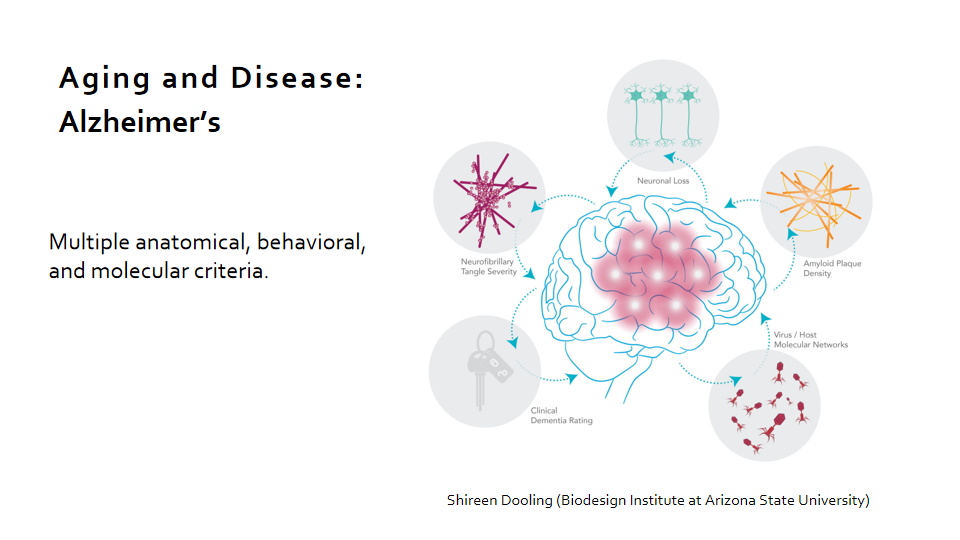 Aging and Disease:
Alzheimer’s
Multiple anatomical, behavioral,
and molecular criteria.
Neuronal Loss
Neurofibrillary
Tangle Severity
Amyloid Plaque
Density
Virus / Host
Molecular Networks
Clinical
Dementia Rating
Shireen Dooling (Biodesign Institute at Arizona State University)